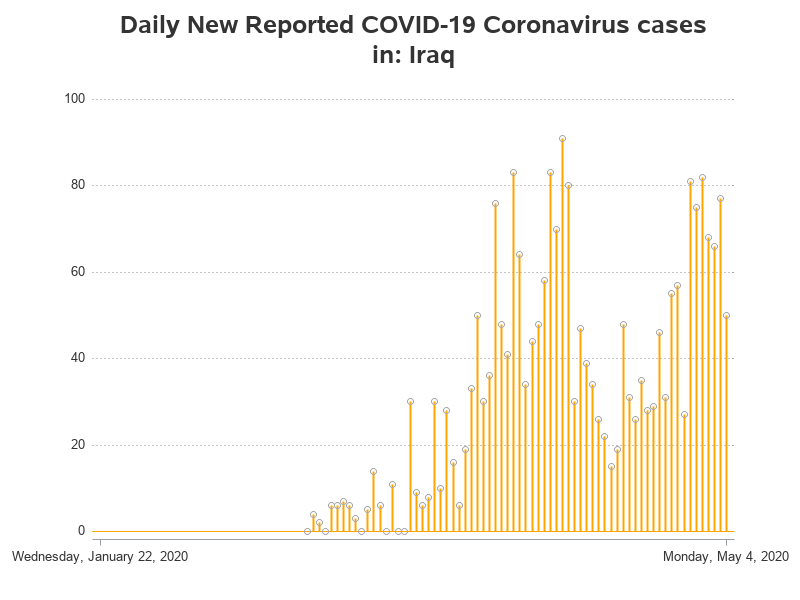 Daily New Reported COVID-19 Coronavirus cases
in: Iraq
100
80
60
40
20
0
Wednesday, January 22, 2020
Monday, May 4, 2020